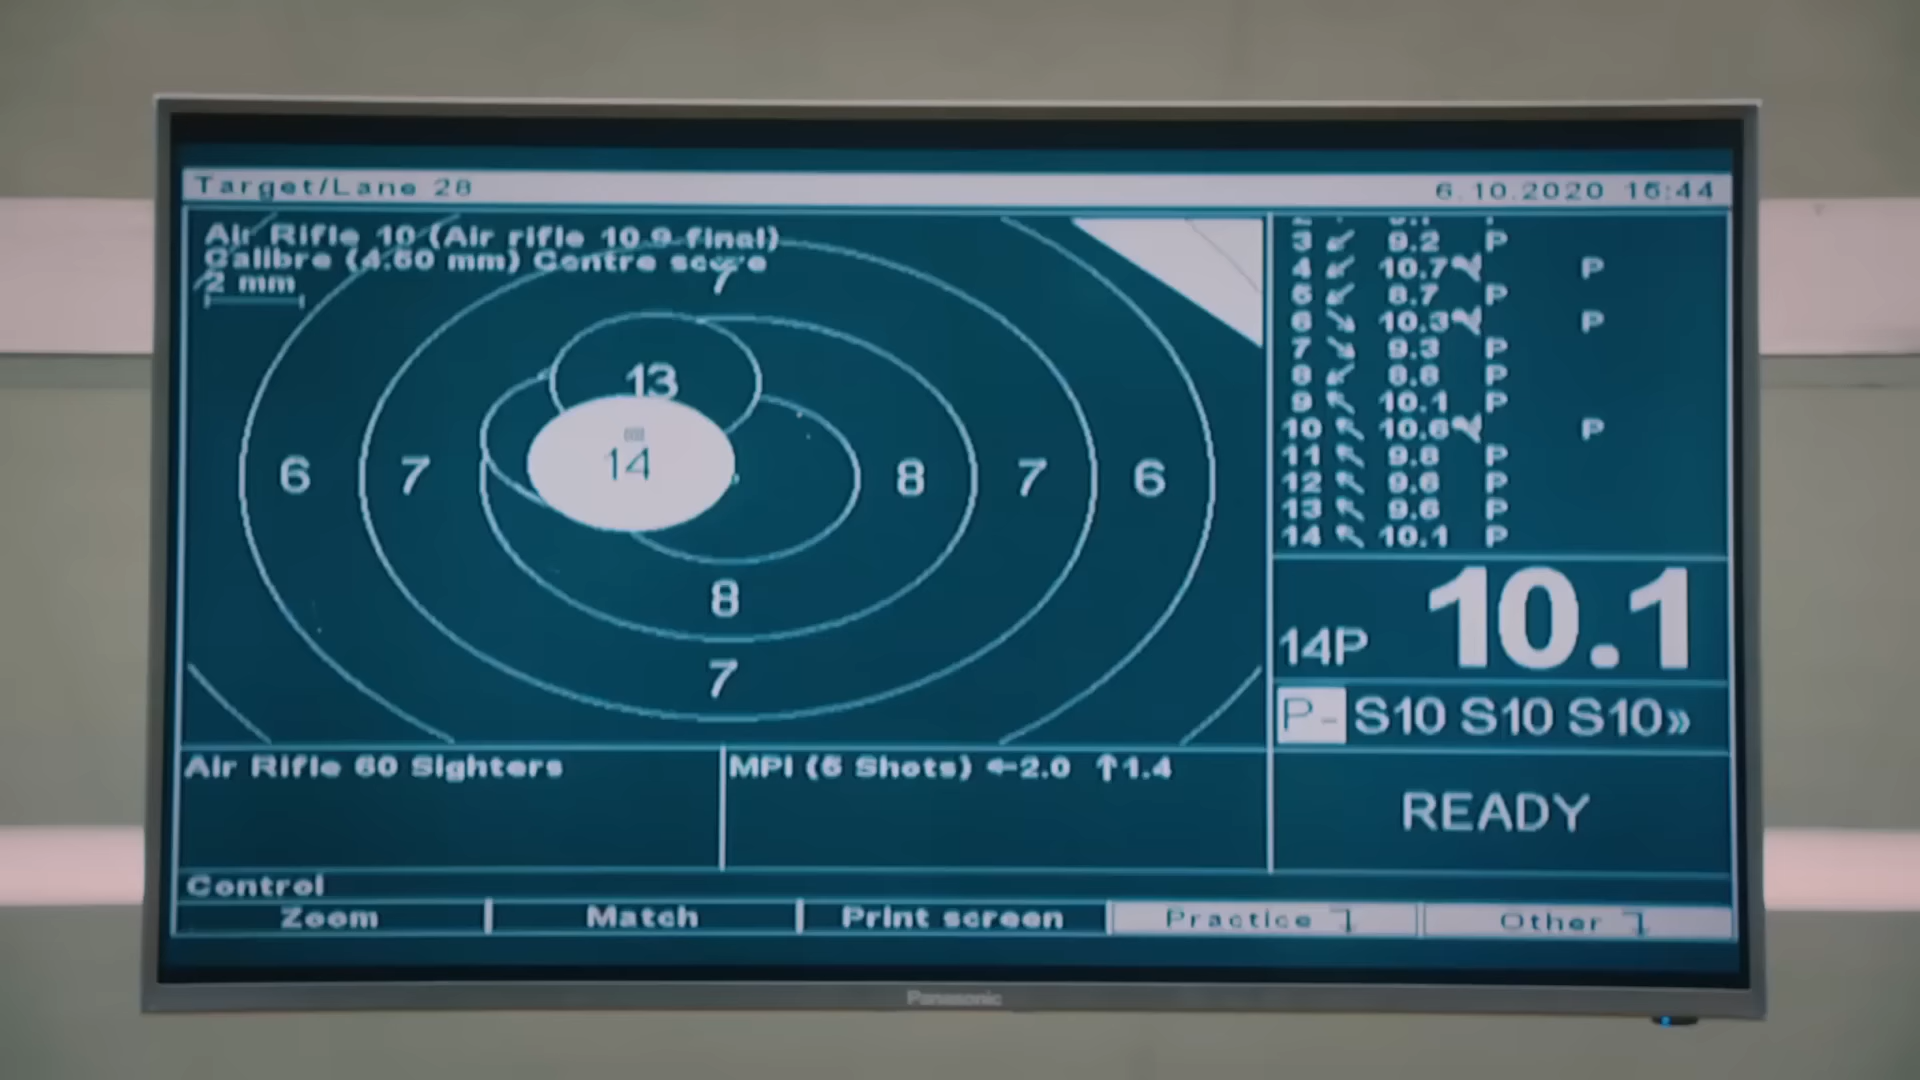 Target/Lane 28
6.10.2020 15:44
Air Rifle 10 (Air rifle 10.9 final)
Calibre (4.50 mm) Centre score
2 mm
7
13
14
6 7 8 7 6
8
7
3 9.2 P
4 10.7 P
5 8.7 P
6 10.3 P
7 9.3 P
8 8.8 P
9 10.1 P
10 10.6 P
11 9.8 P
12 9.6 P
13 9.6 P
14 10.1 P
14P 10.1
P- S10 S10 S10»
Air Rifle 60 Sighters
MPI (5 Shots) ←2.0 ↑1.4
READY
Control
Zoom Match Print screen Practice Other
Panasonic